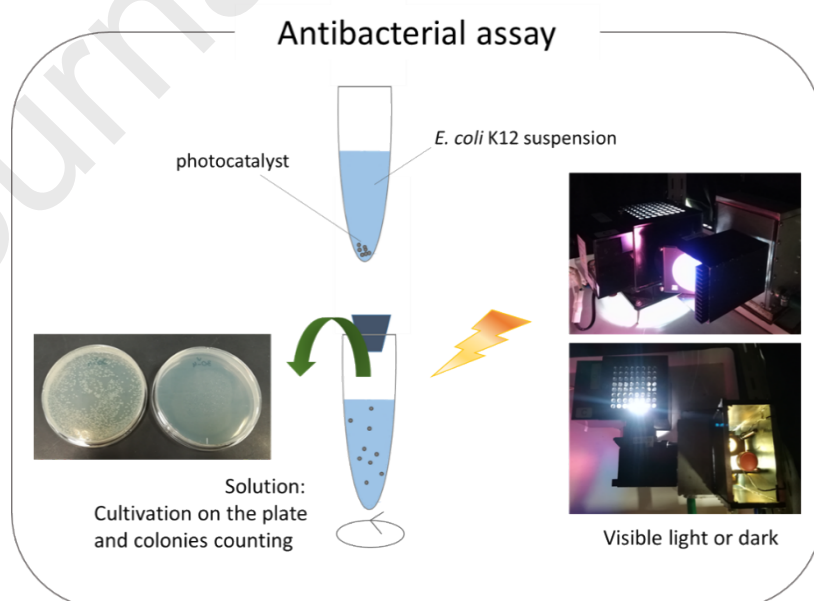 Antibacterial assay
photocatalyst
E. coli K12 suspension
Solution:
Cultivation on the plate
and colonies counting
Visible light or dark